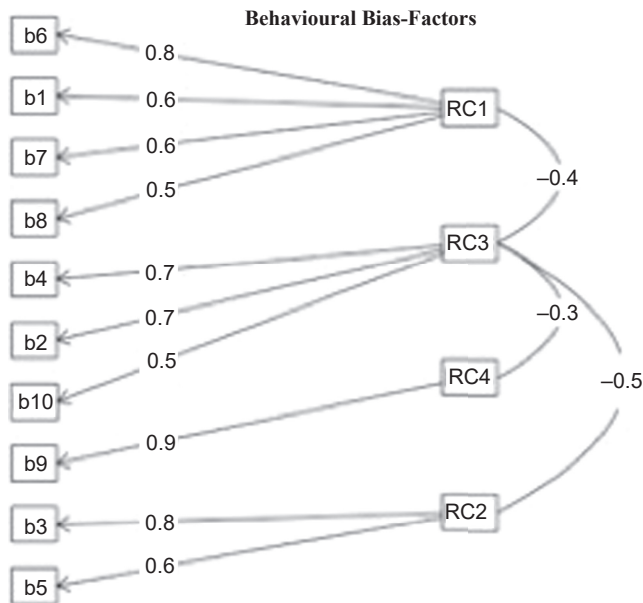 Behavioural Bias-Factors
b6
0.8
b1
0.6
RC1
b7
0.6
b8
0.5
–0.4
b4
0.7
RC3
b2
0.7
–0.3
b10
0.5
RC4
–0.5
b9
0.9
b3
0.8
RC2
b5
0.6